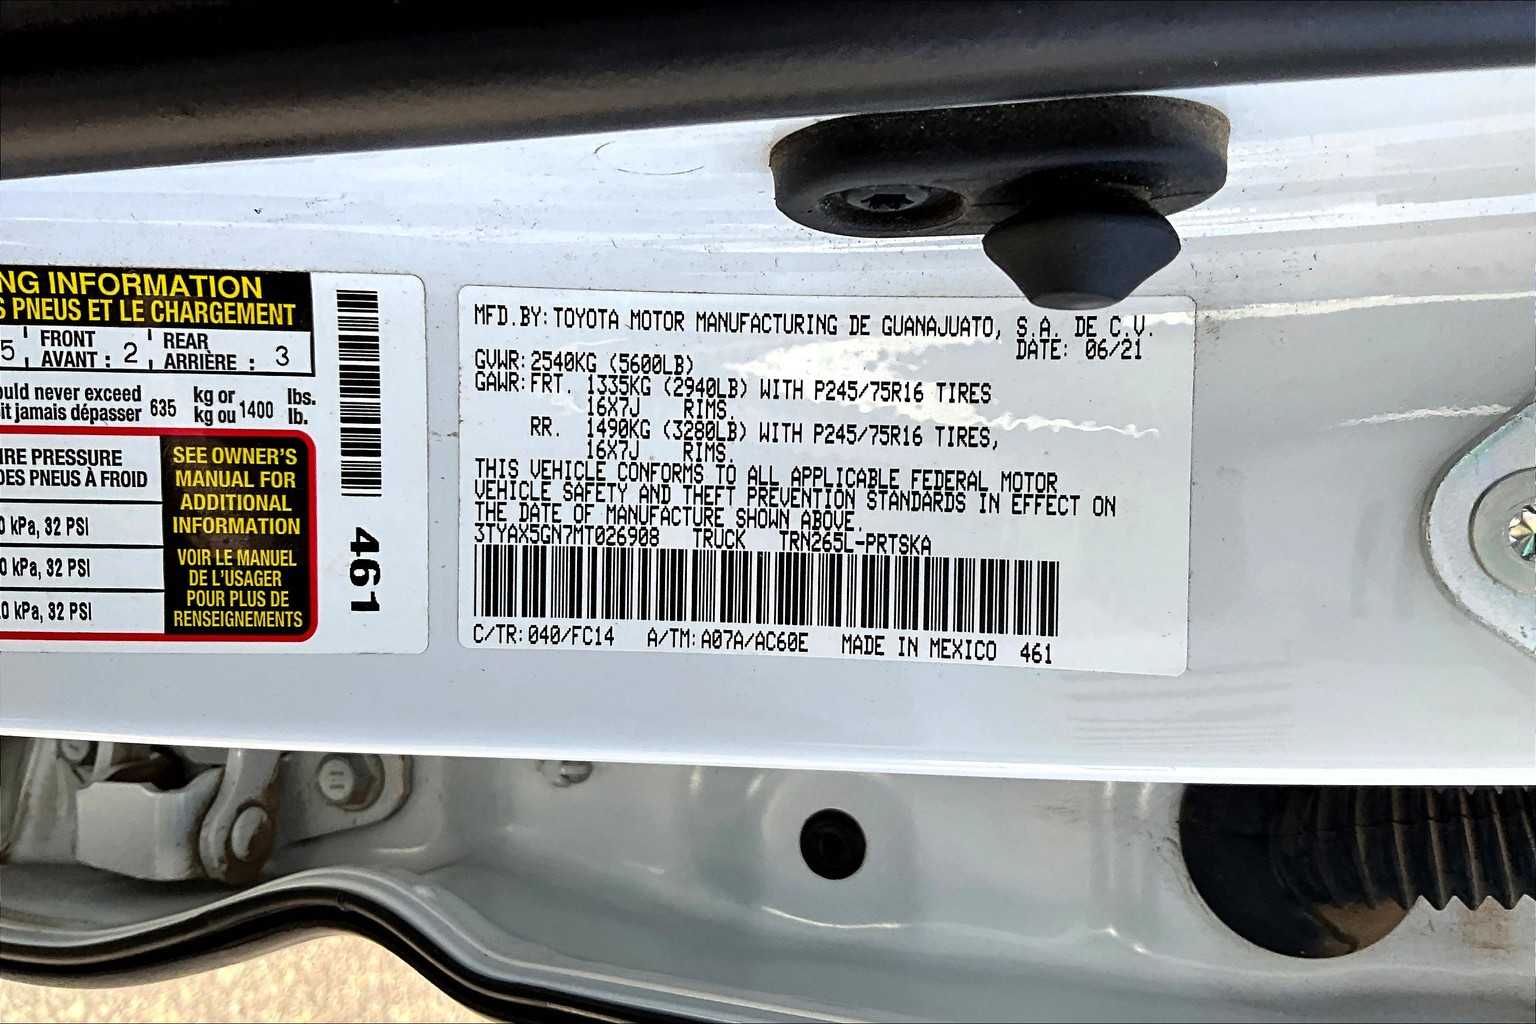 NG INFORMATION
S PNEUS ET LE CHARGEMENT
5 FRONT AVANT : 2 REAR ARRIÈRE : 3
uld never exceed kg or lbs.
it jamais dépasser 635 kg ou 1400 lb.
IRE PRESSURE
DES PNEUS À FROID
0 kPa, 32 PSI
0 kPa, 32 PSI
0 kPa, 32 PSI
SEE OWNER'S
MANUAL FOR
ADDITIONAL
INFORMATION
VOIR LE MANUEL
DE L'USAGER
POUR PLUS DE
RENSEIGNEMENTS
461
MFD.BY: TOYOTA MOTOR MANUFACTURING DE GUANAJUATO, S.A. DE C.V.
DATE: 06/21
GVWR: 2540KG (5600LB)
GAWR: FRT. 1335KG (2940LB) WITH P245/75R16 TIRES
16X7J RIMS.
RR. 1490KG (3280LB) WITH P245/75R16 TIRES,
16X7J RIMS.
THIS VEHICLE CONFORMS TO ALL APPLICABLE FEDERAL MOTOR
VEHICLE SAFETY AND THEFT PREVENTION STANDARDS IN EFFECT ON
THE DATE OF MANUFACTURE SHOWN ABOVE.
3TYAX5GN7MT026908 TRUCK TRN265L-PRTSKA
C/TR: 040/FC14 A/TM: A07A/AC60E MADE IN MEXICO 461